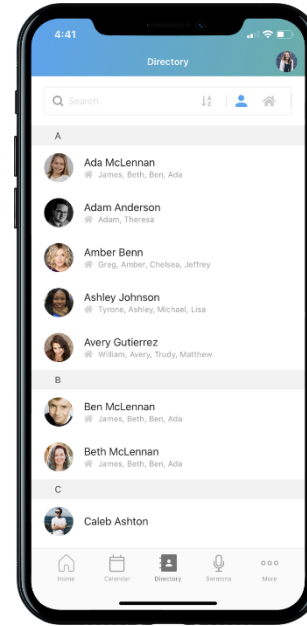 4:41
Directory
Search
A
Ada McLennan
James, Beth, Ben, Ada
Adam Anderson
Adam, Theresa
Amber Benn
Greg, Amber, Chelsea, Jeffrey
Ashley Johnson
Tyrone, Ashley, Michael, Lisa
Avery Gutierrez
William, Avery, Trudy, Matthew
B
Ben McLennan
James, Beth, Ben, Ada
Beth McLennan
James, Beth, Ben, Ada
C
Caleb Ashton
Home Calendar Directory Sermons More